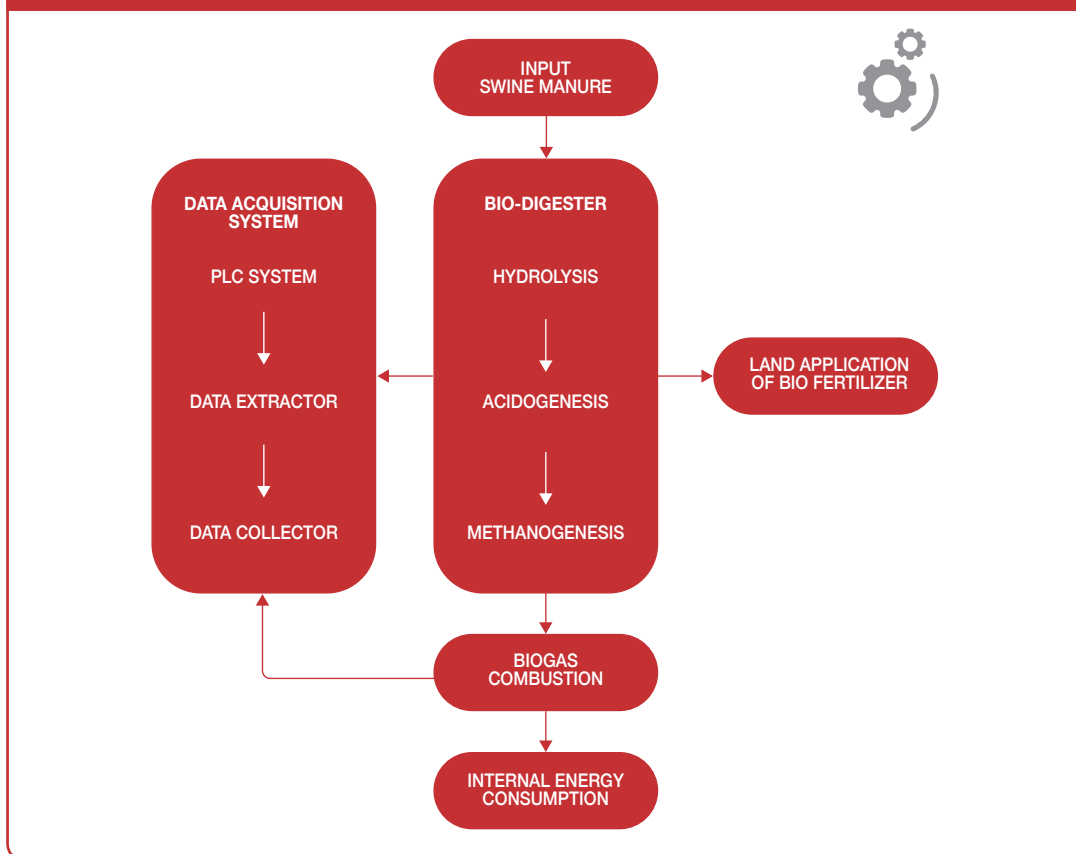 INPUT
SWINE MANURE
DATA ACQUISITION
SYSTEM
PLC SYSTEM
DATA EXTRACTOR
DATA COLLECTOR
BIO-DIGESTER
HYDROLYSIS
ACIDOGENESIS
METHANOGENESIS
LAND APPLICATION
OF BIO FERTILIZER
BIOGAS
COMBUSTION
INTERNAL ENERGY
CONSUMPTION